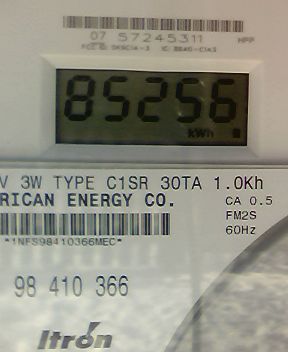 07 57245311
85256
kWh
V 3W TYPE C1SR 30TA 1.0Kh
RICAN ENERGY CO.
CA 0.5
FM2S
60Hz
*1NFS98410366MEC*
98 410 366
Itron